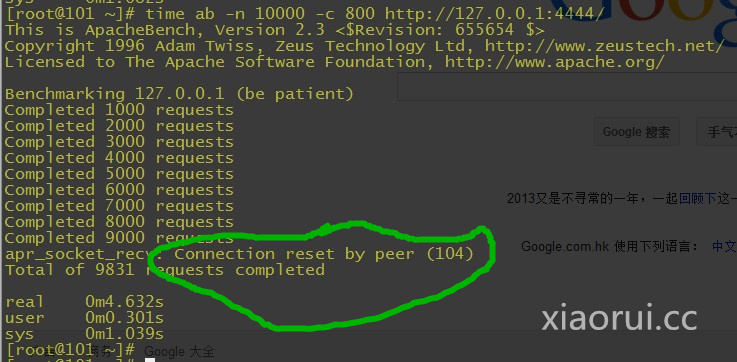 sys 0m1.082s
[root@101 ~]# time ab -n 10000 -c 800 http://127.0.0.1:4444/
This is ApacheBench, Version 2.3 <$Revision: 655654 $>
Copyright 1996 Adam Twiss, Zeus Technology Ltd, http://www.zeustech.net/
Licensed to The Apache Software Foundation, http://www.apache.org/
Benchmarking 127.0.0.1 (be patient)
Completed 1000 requests
Completed 2000 requests
Completed 3000 requests
Completed 4000 requests
Completed 5000 requests
Google 搜索
手气
Completed 6000 requests
Completed 7000 requests
2013又是不寻常的一年，一起回顾下这
Completed 8000 requests
Completed 9000 requests
Google.com.hk 使用下列语言： 中文
apr_socket_recv: Connection reset by peer (104)
Total of 9831 requests completed
real 0m4.632s
user 0m0.301s
sys 0m1.039s
xiaorui.cc
[root@101 ~]#
Google 大全
[root@101 ~]#